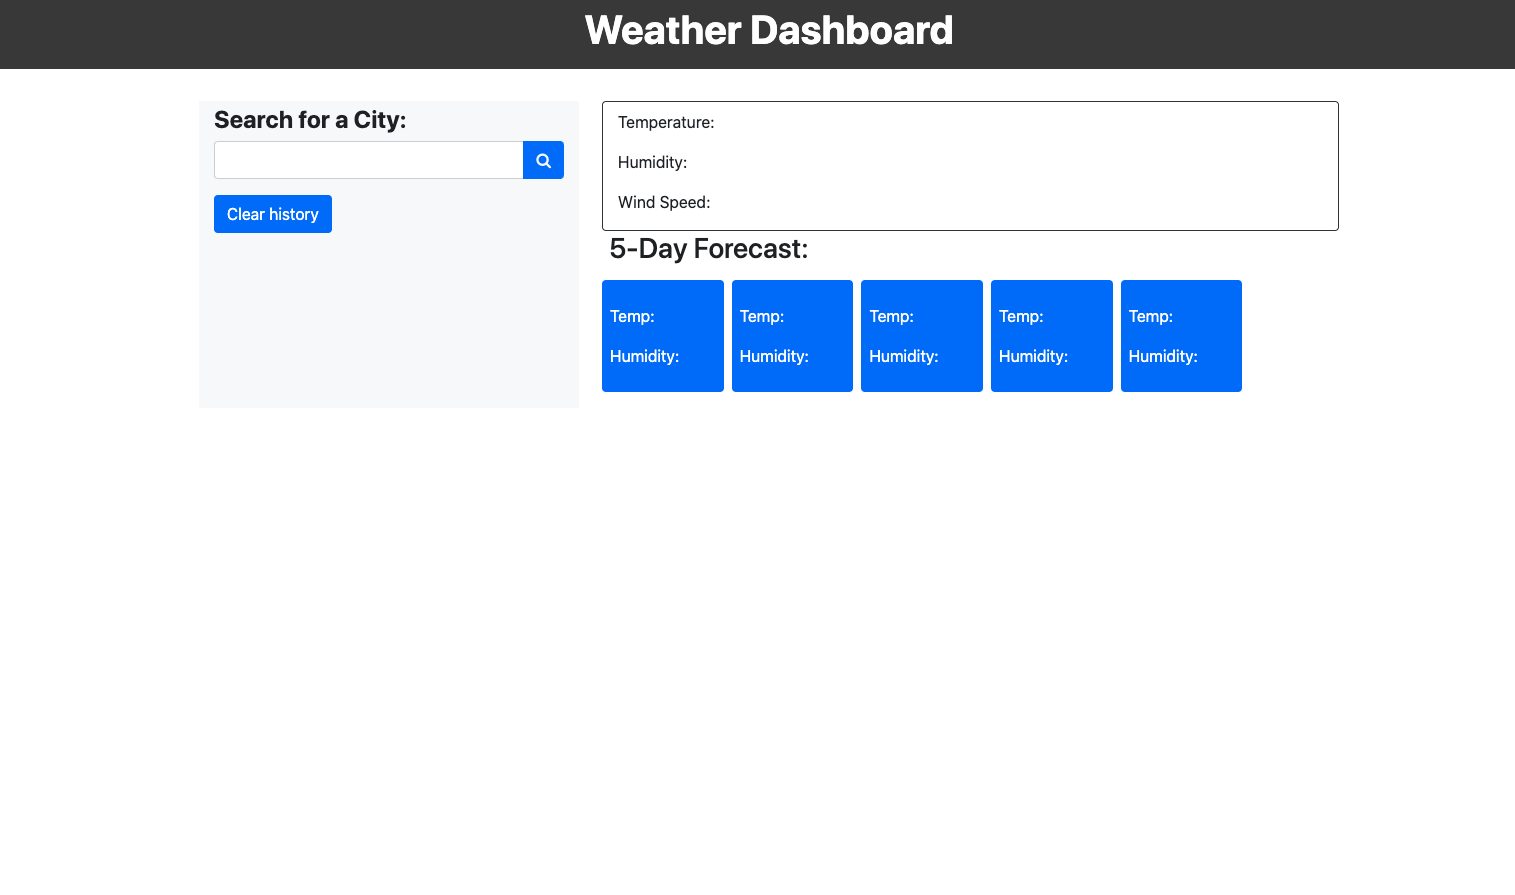 Weather Dashboard
Search for a City:
Clear history
Temperature:
Humidity:
Wind Speed:
5-Day Forecast:
Temp:
Humidity:
Temp:
Humidity:
Temp:
Humidity:
Temp:
Humidity:
Temp:
Humidity: